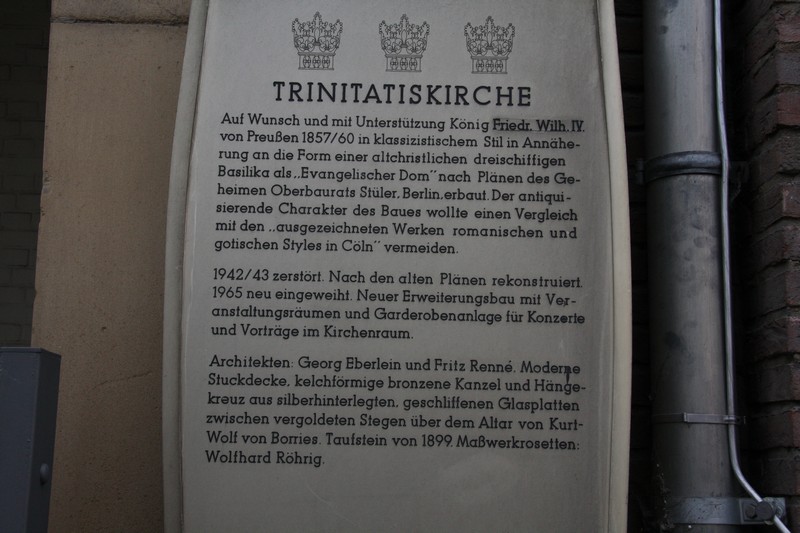 TRINITATISKIRCHE
Auf Wunsch und mit Unterstützung König Friedr. Wilh. IV.
von Preußen 1857/60 in klassizistischem Stil in Annähe-
rung an die Form einer altchristlichen dreischiffigen
Basilika als „Evangelischer Dom" nach Plänen des Ge-
heimen Oberbaurats Stüler, Berlin, erbaut. Der antiqui-
sierende Charakter des Baues wollte einen Vergleich
mit den „ausgezeichneten Werken romanischen und
gotischen Styles in Cöln" vermeiden.
1942/43 zerstört. Nach den alten Plänen rekonstruiert.
1965 neu eingeweiht. Neuer Erweiterungsbau mit Ver-
anstaltungsräumen und Garderobenanlage für Konzerte
und Vorträge im Kirchenraum.
Architekten: Georg Eberlein und Fritz Renné. Moderne
Stuckdecke, kelchförmige bronzene Kanzel und Hänge-
kreuz aus silberhinterlegten, geschliffenen Glasplatten
zwischen vergoldeten Stegen über dem Altar von Kurt-
Wolf von Borries. Taufstein von 1899. Maßwerkrosetten:
Wolfhard Röhrig.